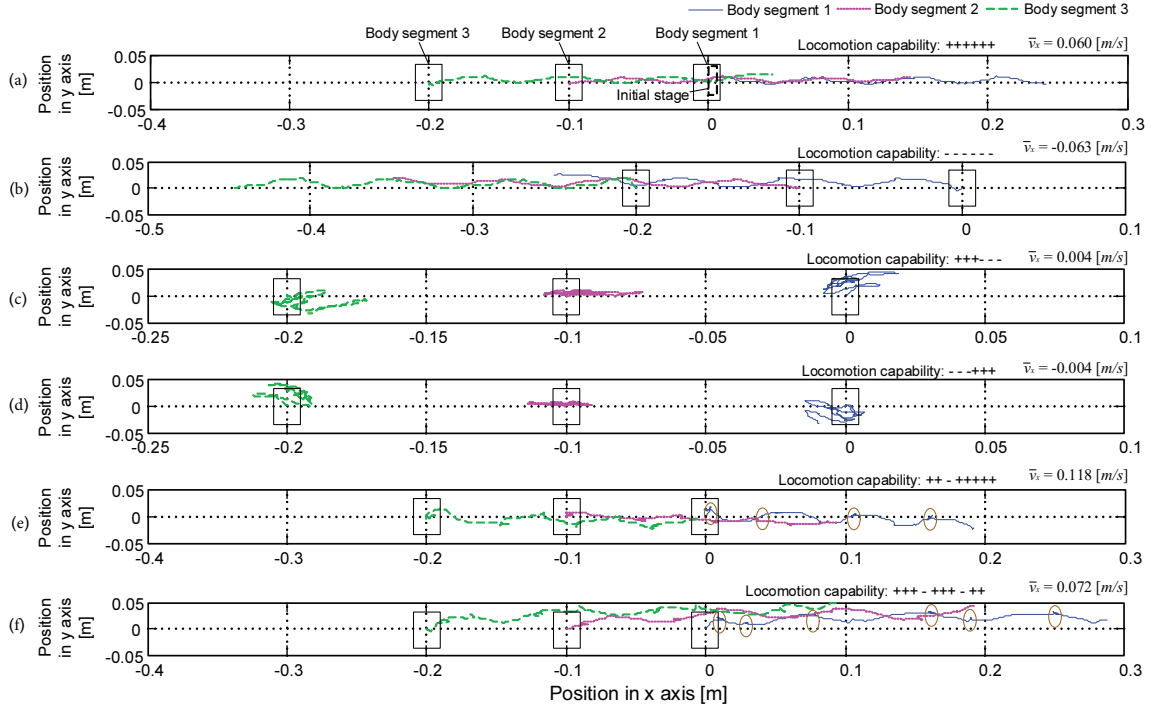 Body segment 1 Body segment 2 Body segment 3
Body segment 3 Body segment 2 Body segment 1
Locomotion capability: ++++++ v̄x = 0.060 [m/s]
(a)
Position
in y axis
[m]
0.05
0
-0.05
Initial stage
-0.4 -0.3 -0.2 -0.1 0 0.1 0.2 0.3
Locomotion capability: - - - - - - v̄x = -0.063 [m/s]
(b)
Position
in y axis
[m]
0.05
0
-0.05
-0.5 -0.4 -0.3 -0.2 -0.1 0 0.1
Locomotion capability: +++- - - v̄x = 0.004 [m/s]
(c)
Position
in y axis
[m]
0.05
0
-0.05
-0.25 -0.2 -0.15 -0.1 -0.05 0 0.05 0.1
Locomotion capability: - - -+++ v̄x = -0.004 [m/s]
(d)
Position
in y axis
[m]
0.05
0
-0.05
-0.25 -0.2 -0.15 -0.1 -0.05 0 0.05 0.1
Locomotion capability: ++ - +++++ v̄x = 0.118 [m/s]
(e)
Position
in y axis
[m]
0.05
0
-0.05
-0.4 -0.3 -0.2 -0.1 0 0.1 0.2 0.3
Locomotion capability: +++ - +++ - ++ v̄x = 0.072 [m/s]
(f)
Position
in y axis
[m]
0.05
0
-0.05
-0.4 -0.3 -0.2 -0.1 0 0.1 0.2 0.3
Position in x axis [m]